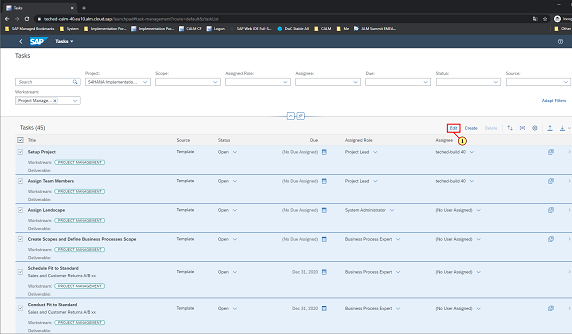 Tasks
teched-calm-40.eu10.alm.cloud.sap/launchpad#task-management?route=default&/taskList
SAP-Managed Bookmarks
System
Implementation Por...
Implementation Por...
CALM CF
Logon
SAP Web IDE Full-S...
DwC Stable All
CALM
Me
ALM Summit EMEA...
Other
SAP Tasks
Tasks
Project: Scope: Assigned Role: Assignee: Due: Status: Source:
Search S4HANA Implementatio...
Workstream:
Project Manage... ×
Adapt Filters
Tasks (45) Edit Create Delete
1
Title Source Status Due Assigned Role Assignee
Setup Project Template Open (No Due Assigned) Project Lead teched-build 40
Workstream: PROJECT MANAGEMENT
Deliverable:
Assign Team Members Template Open (No Due Assigned) Project Lead teched-build 40
Workstream: PROJECT MANAGEMENT
Deliverable:
Assign Landscape Template Open (No Due Assigned) System Administrator (No User Assigned)
Workstream: PROJECT MANAGEMENT
Deliverable:
Create Scopes and Define Business Processes Scope Template Open (No Due Assigned) Business Process Expert (No User Assigned)
Workstream: PROJECT MANAGEMENT
Deliverable:
Schedule Fit to Standard Template Open Dec 31, 2020 Business Process Expert (No User Assigned)
Sales and Customer Returns A/B xx
Workstream: PROJECT MANAGEMENT
Deliverable:
Conduct Fit to Standard Template Open Dec 31, 2020 Business Process Expert (No User Assigned)
Sales and Customer Returns A/B xx
Workstream: PROJECT MANAGEMENT
Deliverable: